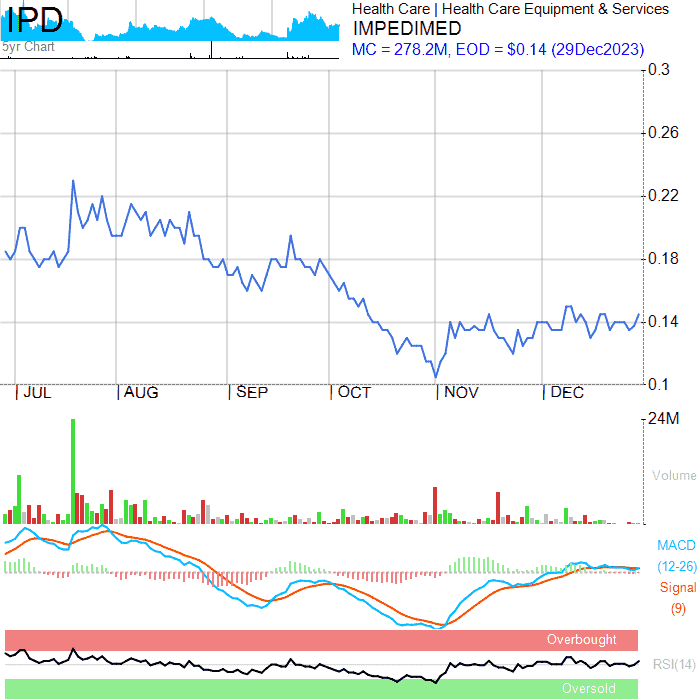 IPD
5yr Chart
Health Care | Health Care Equipment & Services
IMPEDIMED
MC = 278.2M, EOD = $0.14 (29Dec2023)
0.3
0.26
0.22
0.18
0.14
0.1
JUL
AUG
SEP
OCT
NOV
DEC
24M
Volume
MACD
(12-26)
Signal
(9)
Overbought
RSI(14)
Oversold